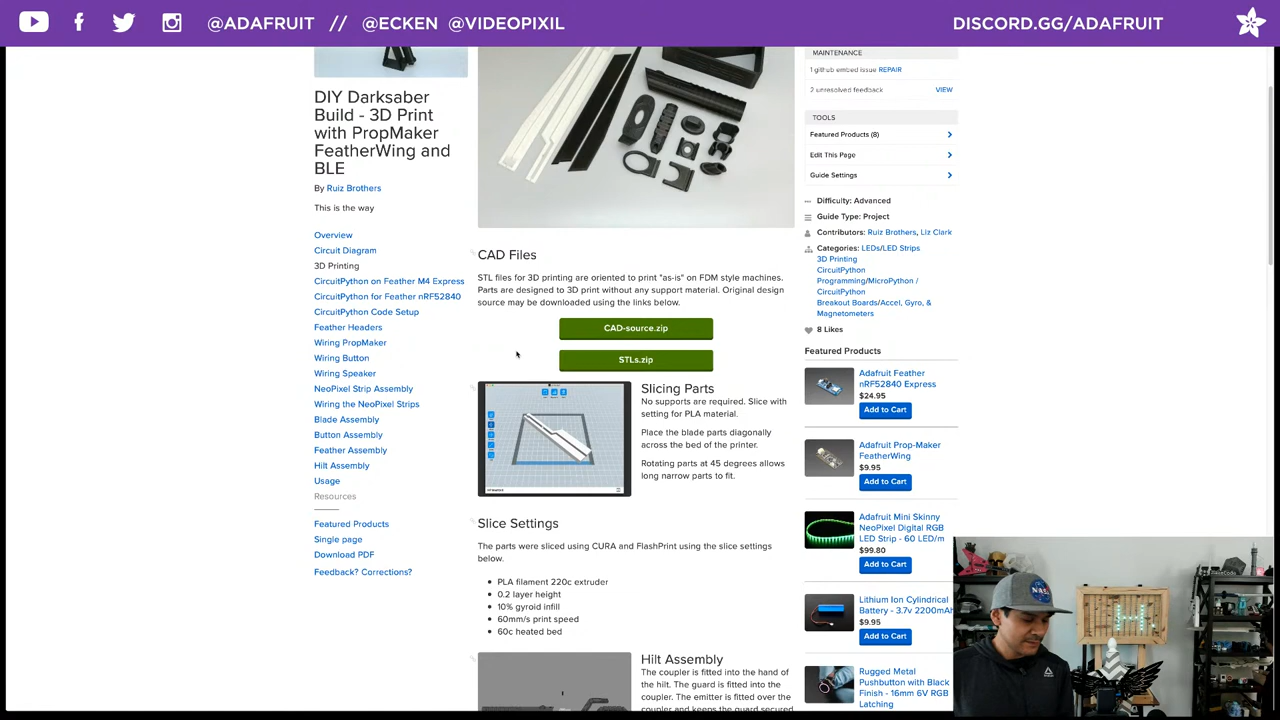 @ADAFRUIT // @ECKEN @VIDEOPIXIL
DISCORD.GG/ADAFRUIT
DIY Darksaber
Build - 3D Print
with PropMaker
FeatherWing and
BLE
By Ruiz Brothers
This is the way
Overview
Circuit Diagram
3D Printing
CircuitPython on Feather M4 Express
CircuitPython for Feather nRF52840
CircuitPython Code Setup
Feather Headers
Wiring PropMaker
Wiring Button
Wiring Speaker
NeoPixel Strip Assembly
Wiring the NeoPixel Strips
Blade Assembly
Button Assembly
Feather Assembly
Hilt Assembly
Usage
Resources
Featured Products
Single page
Download PDF
Feedback? Corrections?
CAD Files
STL files for 3D printing are oriented to print "as-is" on FDM style machines.
Parts are designed to 3D print without any support material. Original design
source may be downloaded using the links below.
CAD-source.zip
STLs.zip
Slicing Parts
No supports are required. Slice with
setting for PLA material.
Place the blade parts diagonally
across the bed of the printer.
Rotating parts at 45 degrees allows
long narrow parts to fit.
Slice Settings
The parts were sliced using CURA and FlashPrint using the slice settings
below.
PLA filament 220c extruder
0.2 layer height
10% gyroid infill
60mm/s print speed
60c heated bed
Hilt Assembly
The coupler is fitted into the hand of
the hilt. The guard is fitted into the
coupler. The emitter is fitted over the
coupler and keeps the guard secured
MAINTENANCE
1 github embed issue REPAIR
2 unresolved feedback VIEW
TOOLS
Featured Products (8)
Edit This Page
Guide Settings
Difficulty: Advanced
Guide Type: Project
Contributors: Ruiz Brothers, Liz Clark
Categories: LEDs/LED Strips
3D Printing
CircuitPython
Programming/MicroPython /
CircuitPython
Breakout Boards/Accel, Gyro, &
Magnetometers
8 Likes
Featured Products
Adafruit Feather
nRF52840 Express
$24.95
Add to Cart
Adafruit Prop-Maker
FeatherWing
$9.95
Add to Cart
Adafruit Mini Skinny
NeoPixel Digital RGB
LED Strip - 60 LED/m
$99.80
Add to Cart
Lithium Ion Cylindrical
Battery - 3.7v 2200mAh
$9.95
Add to Cart
Rugged Metal
Pushbutton with Black
Finish - 16mm 6V RGB
Latching
NASA